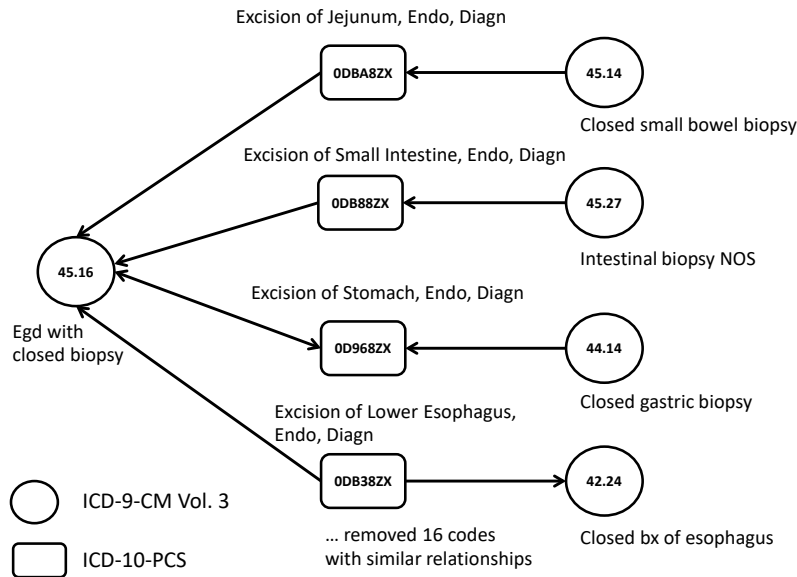 Excision of Jejunum, Endo, Diagn
0DBA8ZX
45.14
Closed small bowel biopsy
Excision of Small Intestine, Endo, Diagn
0DB88ZX
45.27
Intestinal biopsy NOS
45.16
Egd with
closed biopsy
Excision of Stomach, Endo, Diagn
0D968ZX
44.14
Closed gastric biopsy
Excision of Lower Esophagus,
Endo, Diagn
0DB38ZX
42.24
Closed bx of esophagus
... removed 16 codes
with similar relationships
ICD-9-CM Vol. 3
ICD-10-PCS